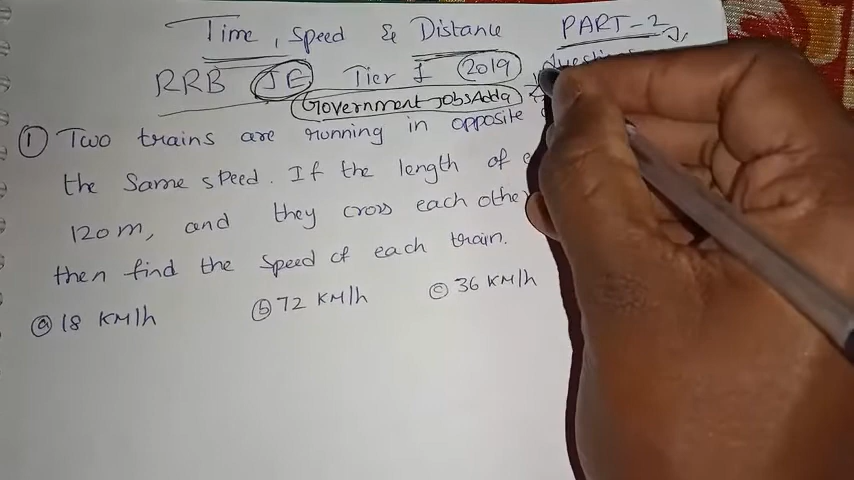 Time, Speed & Distance PART-2
RRB JE Tier I 2019
Government JobsAdda
① Two trains are running in opposite
the same speed. If the length of
120m, and they cross each other
then find the speed of each train.
ⓐ 18 KM/h ⓑ 72 KM/h ⓒ 36 KM/h